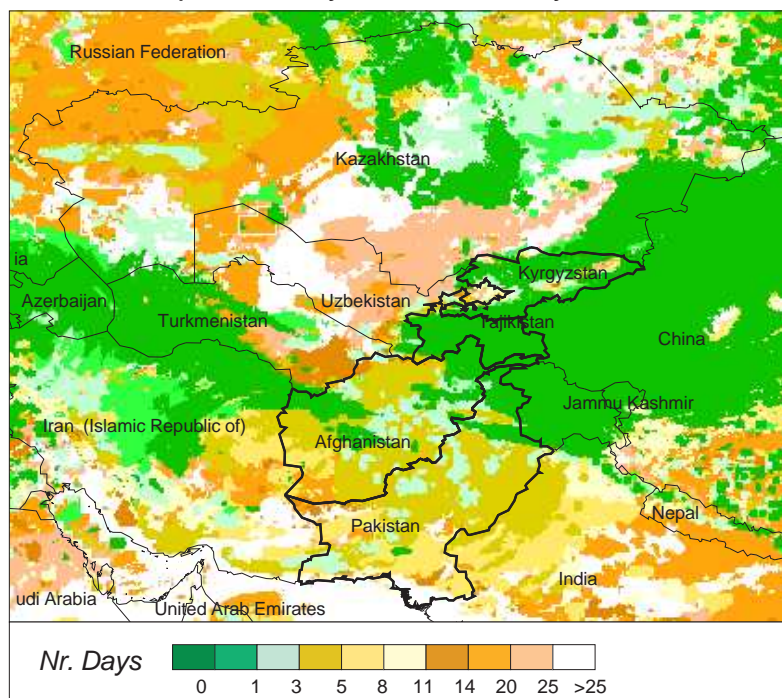 Russian Federation
Kazakhstan
ia
Kyrgyzstan
Azerbaijan
Uzbekistan
Turkmenistan
Tajikistan
China
Jammu Kashmir
Iran (Islamic Republic of)
Afghanistan
Nepal
Pakistan
India
udi Arabia
United Arab Emirates
Nr. Days
0 1 3 5 8 11 14 20 25 >25